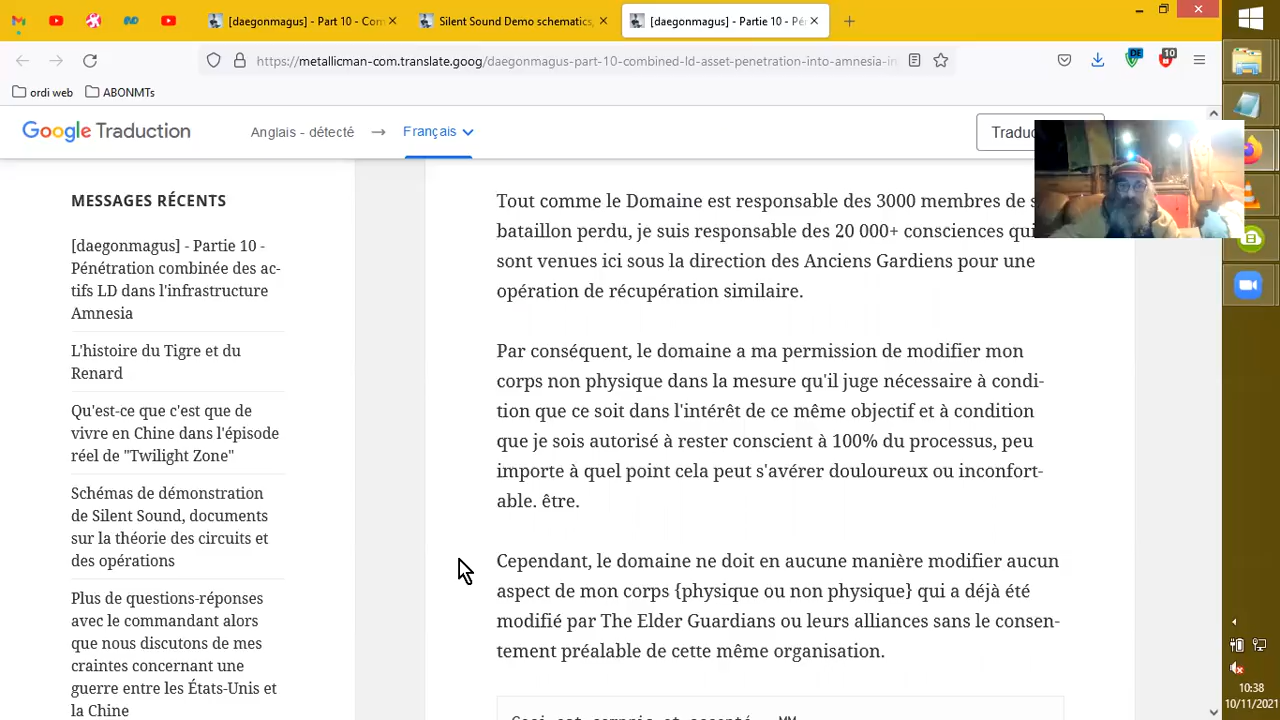 [daegonmagus] - Part 10 - Con
Silent Sound Demo schematics,
[daegonmagus] - Partie 10 - Pé
https://metallicman-com.translate.goog/daegonmagus-part-10-combined-ld-asset-penetration-into-amnesia-in
DE
10
ordi web
ABONMTs
Google Traduction
Anglais - détecté
Français
MESSAGES RÉCENTS
[daegonmagus] - Partie 10 -
Pénétration combinée des ac-
tifs LD dans l'infrastructure
Amnesia
L'histoire du Tigre et du
Renard
Qu'est-ce que c'est que de
vivre en Chine dans l'épisode
réel de "Twilight Zone"
Schémas de démonstration
de Silent Sound, documents
sur la théorie des circuits et
des opérations
Plus de questions-réponses
avec le commandant alors
que nous discutons de mes
craintes concernant une
guerre entre les États-Unis et
la Chine
Tout comme le Domaine est responsable des 3000 membres de s
bataillon perdu, je suis responsable des 20 000+ consciences qui
sont venues ici sous la direction des Anciens Gardiens pour une
opération de récupération similaire.
Par conséquent, le domaine a ma permission de modifier mon
corps non physique dans la mesure qu'il juge nécessaire à condi-
tion que ce soit dans l'intérêt de ce même objectif et à condition
que je sois autorisé à rester conscient à 100% du processus, peu
importe à quel point cela peut s'avérer douloureux ou inconfort-
able. être.
Cependant, le domaine ne doit en aucune manière modifier aucun
aspect de mon corps {physique ou non physique} qui a déjà été
modifié par The Elder Guardians ou leurs alliances sans le consen-
tement préalable de cette même organisation.
Ceci est compris et accepté. -MM
Traduc
10:38
10/11/2021